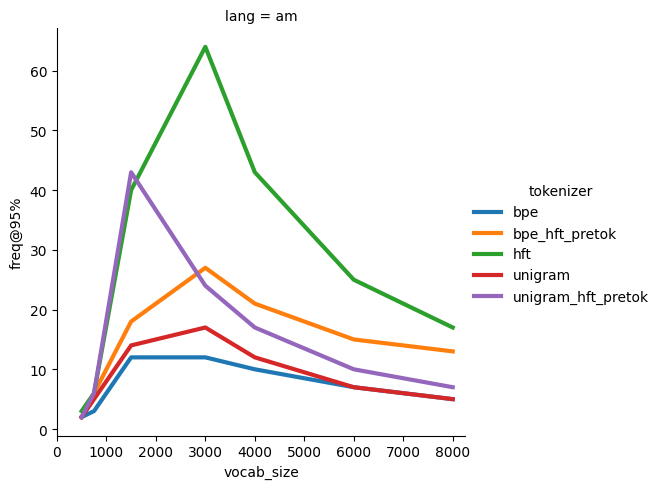 lang = am
freq@95%
60
50
40
30
20
10
0
0 1000 2000 3000 4000 5000 6000 7000 8000
vocab_size
tokenizer
bpe
bpe_hft_pretok
hft
unigram
unigram_hft_pretok